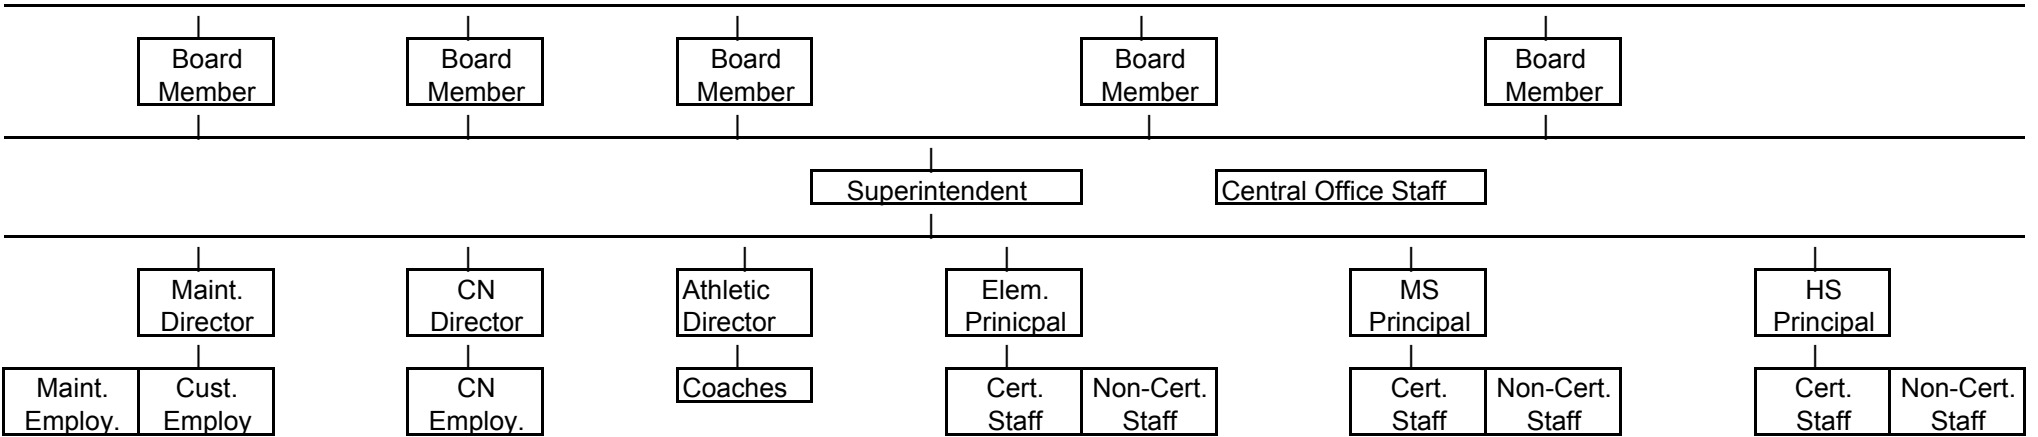 Board
Member
Board
Member
Board
Member
Board
Member
Board
Member
Superintendent
Central Office Staff
Maint.
Director
CN
Director
Athletic
Director
Elem.
Prinicpal
MS
Principal
HS
Principal
Maint.
Employ.
Cust.
Employ
CN
Employ.
Coaches
Cert.
Staff
Non-Cert.
Staff
Cert.
Staff
Non-Cert.
Staff
Cert.
Staff
Non-Cert.
Staff